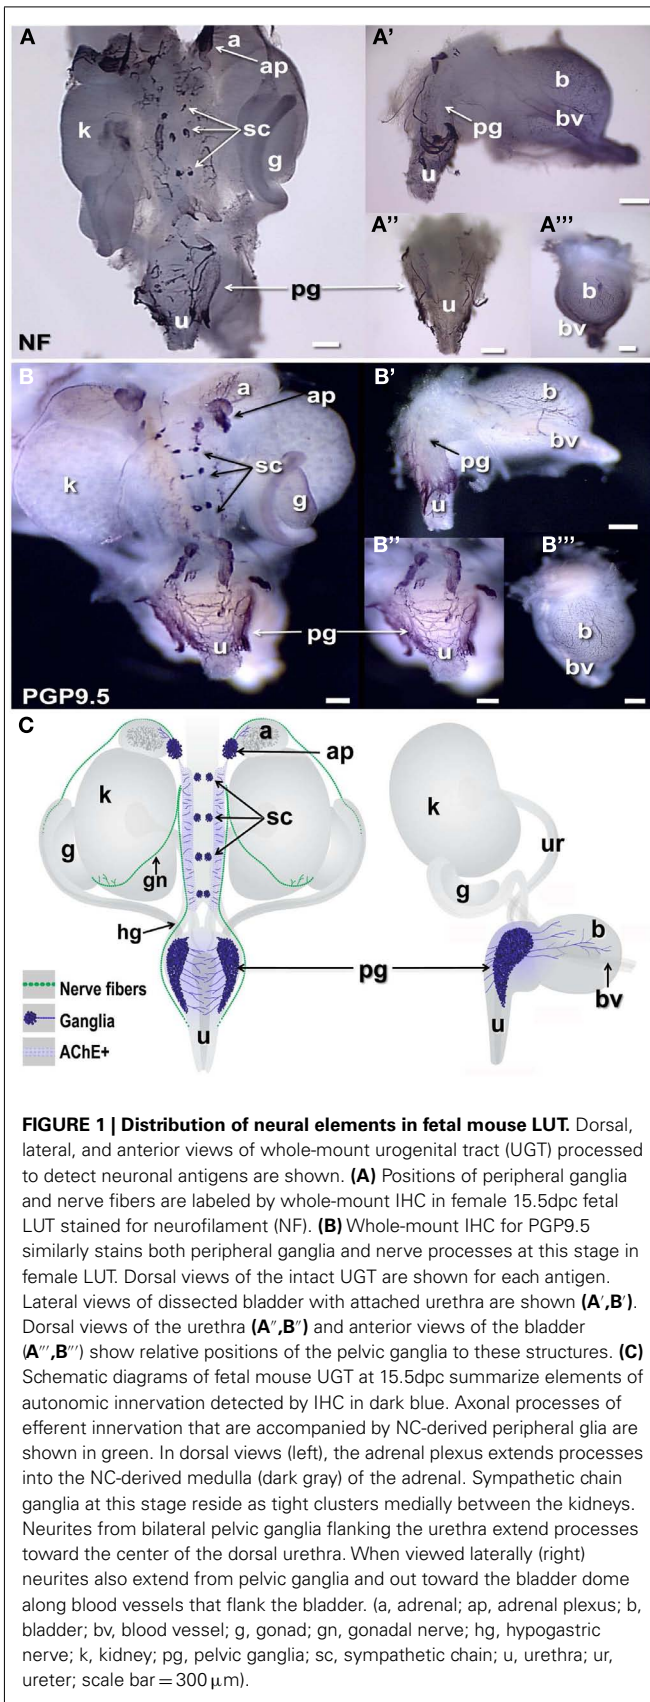 A
a
ap
k
sc
g
pg
u
NF
A'
b
bv
pg
u
A''
u
A'''
b
bv
B
a
ap
sc
k
g
pg
u
PGP9.5
B'
b
bv
pg
u
B''
u
B'''
b
bv
C
a
ap
k
sc
g
gn
hg
pg
u
k
ur
g
b
bv
u
Nerve fibers
Ganglia
AChE+
FIGURE 1 | Distribution of neural elements in fetal mouse LUT. Dorsal,
lateral, and anterior views of whole-mount urogenital tract (UGT) processed
to detect neuronal antigens are shown. (A) Positions of peripheral ganglia
and nerve fibers are labeled by whole-mount IHC in female 15.5dpc fetal
LUT stained for neurofilament (NF). (B) Whole-mount IHC for PGP9.5
similarly stains both peripheral ganglia and nerve processes at this stage in
female LUT. Dorsal views of the intact UGT are shown for each antigen.
Lateral views of dissected bladder with attached urethra are shown (A′,B′).
Dorsal views of the urethra (A″,B″) and anterior views of the bladder
(A‴,B‴) show relative positions of the pelvic ganglia to these structures. (C)
Schematic diagrams of fetal mouse UGT at 15.5dpc summarize elements of
autonomic innervation detected by IHC in dark blue. Axonal processes of
efferent innervation that are accompanied by NC-derived peripheral glia are
shown in green. In dorsal views (left), the adrenal plexus extends processes
into the NC-derived medulla (dark gray) of the adrenal. Sympathetic chain
ganglia at this stage reside as tight clusters medially between the kidneys.
Neurites from bilateral pelvic ganglia flanking the urethra extend processes
toward the center of the dorsal urethra. When viewed laterally (right)
neurites also extend from pelvic ganglia and out toward the bladder dome
along blood vessels that flank the bladder. (a, adrenal; ap, adrenal plexus; b,
bladder; bv, blood vessel; g, gonad; gn, gonadal nerve; hg, hypogastric
nerve; k, kidney; pg, pelvic ganglia; sc, sympathetic chain; u, urethra; ur,
ureter; scale bar = 300 μm).